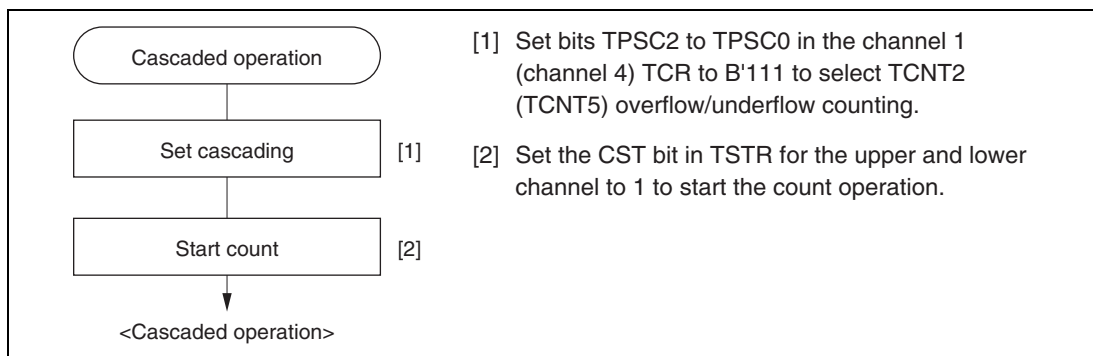 Cascaded operation
Set cascading
[1]
Start count
[2]
<Cascaded operation>
[1] Set bits TPSC2 to TPSC0 in the channel 1
(channel 4) TCR to B'111 to select TCNT2
(TCNT5) overflow/underflow counting.
[2] Set the CST bit in TSTR for the upper and lower
channel to 1 to start the count operation.